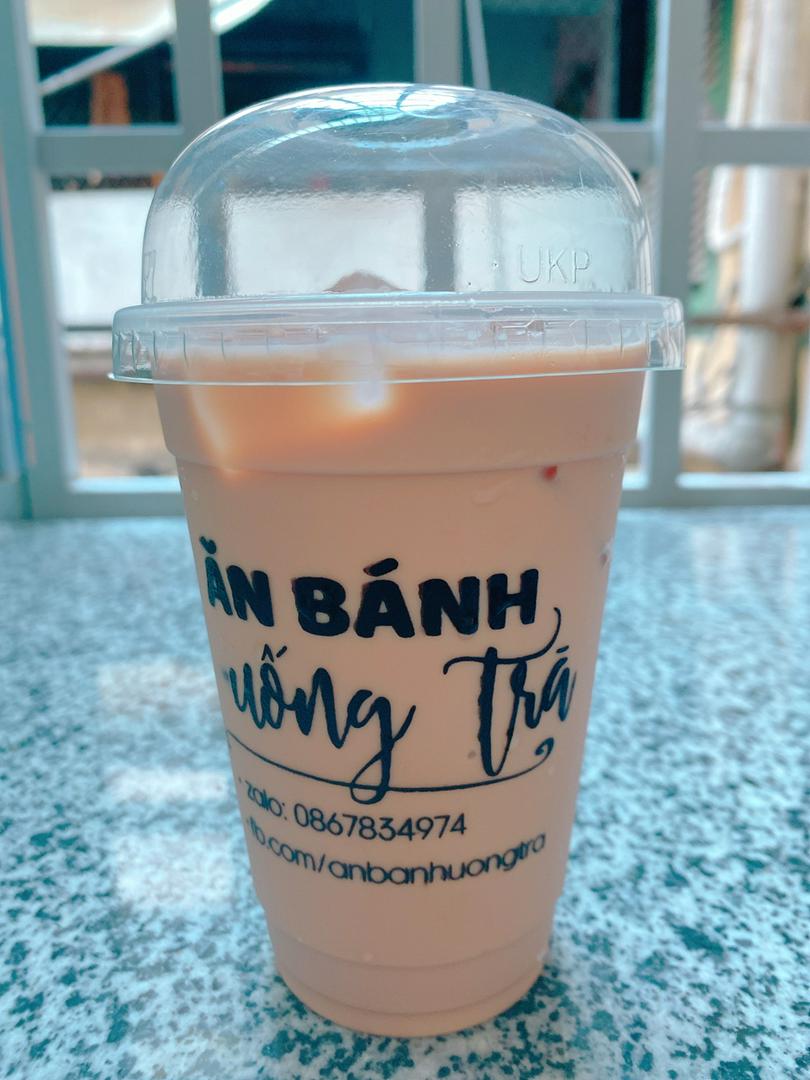 UKP
ĂN BÁNH
uống trà
zalo: 0867834974
fb.com/anbanhuongtra